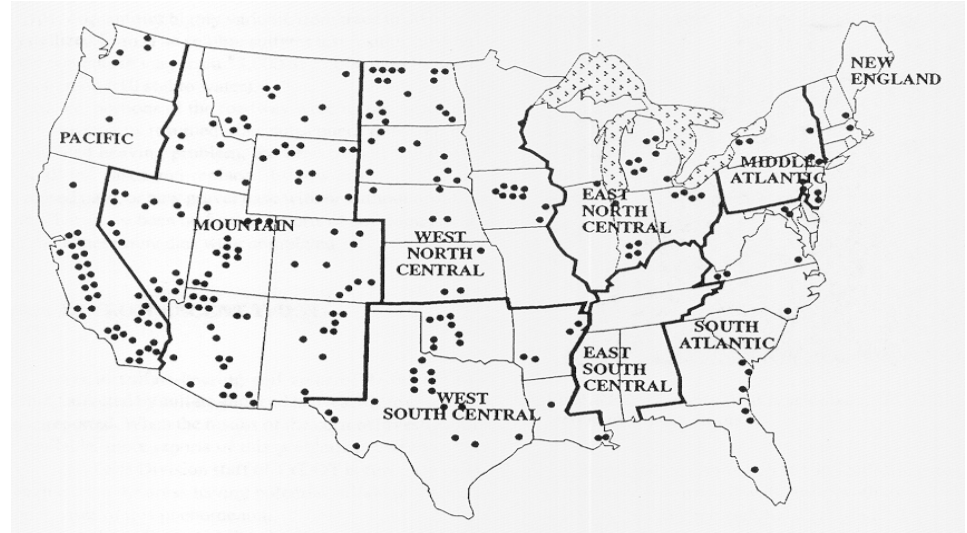 NEW
ENGLAND
PACIFIC
MIDDLE
ATLANTIC
EAST
NORTH
CENTRAL
MOUNTAIN
WEST
NORTH
CENTRAL
SOUTH
ATLANTIC
EAST
SOUTH
CENTRAL
WEST
SOUTH CENTRAL